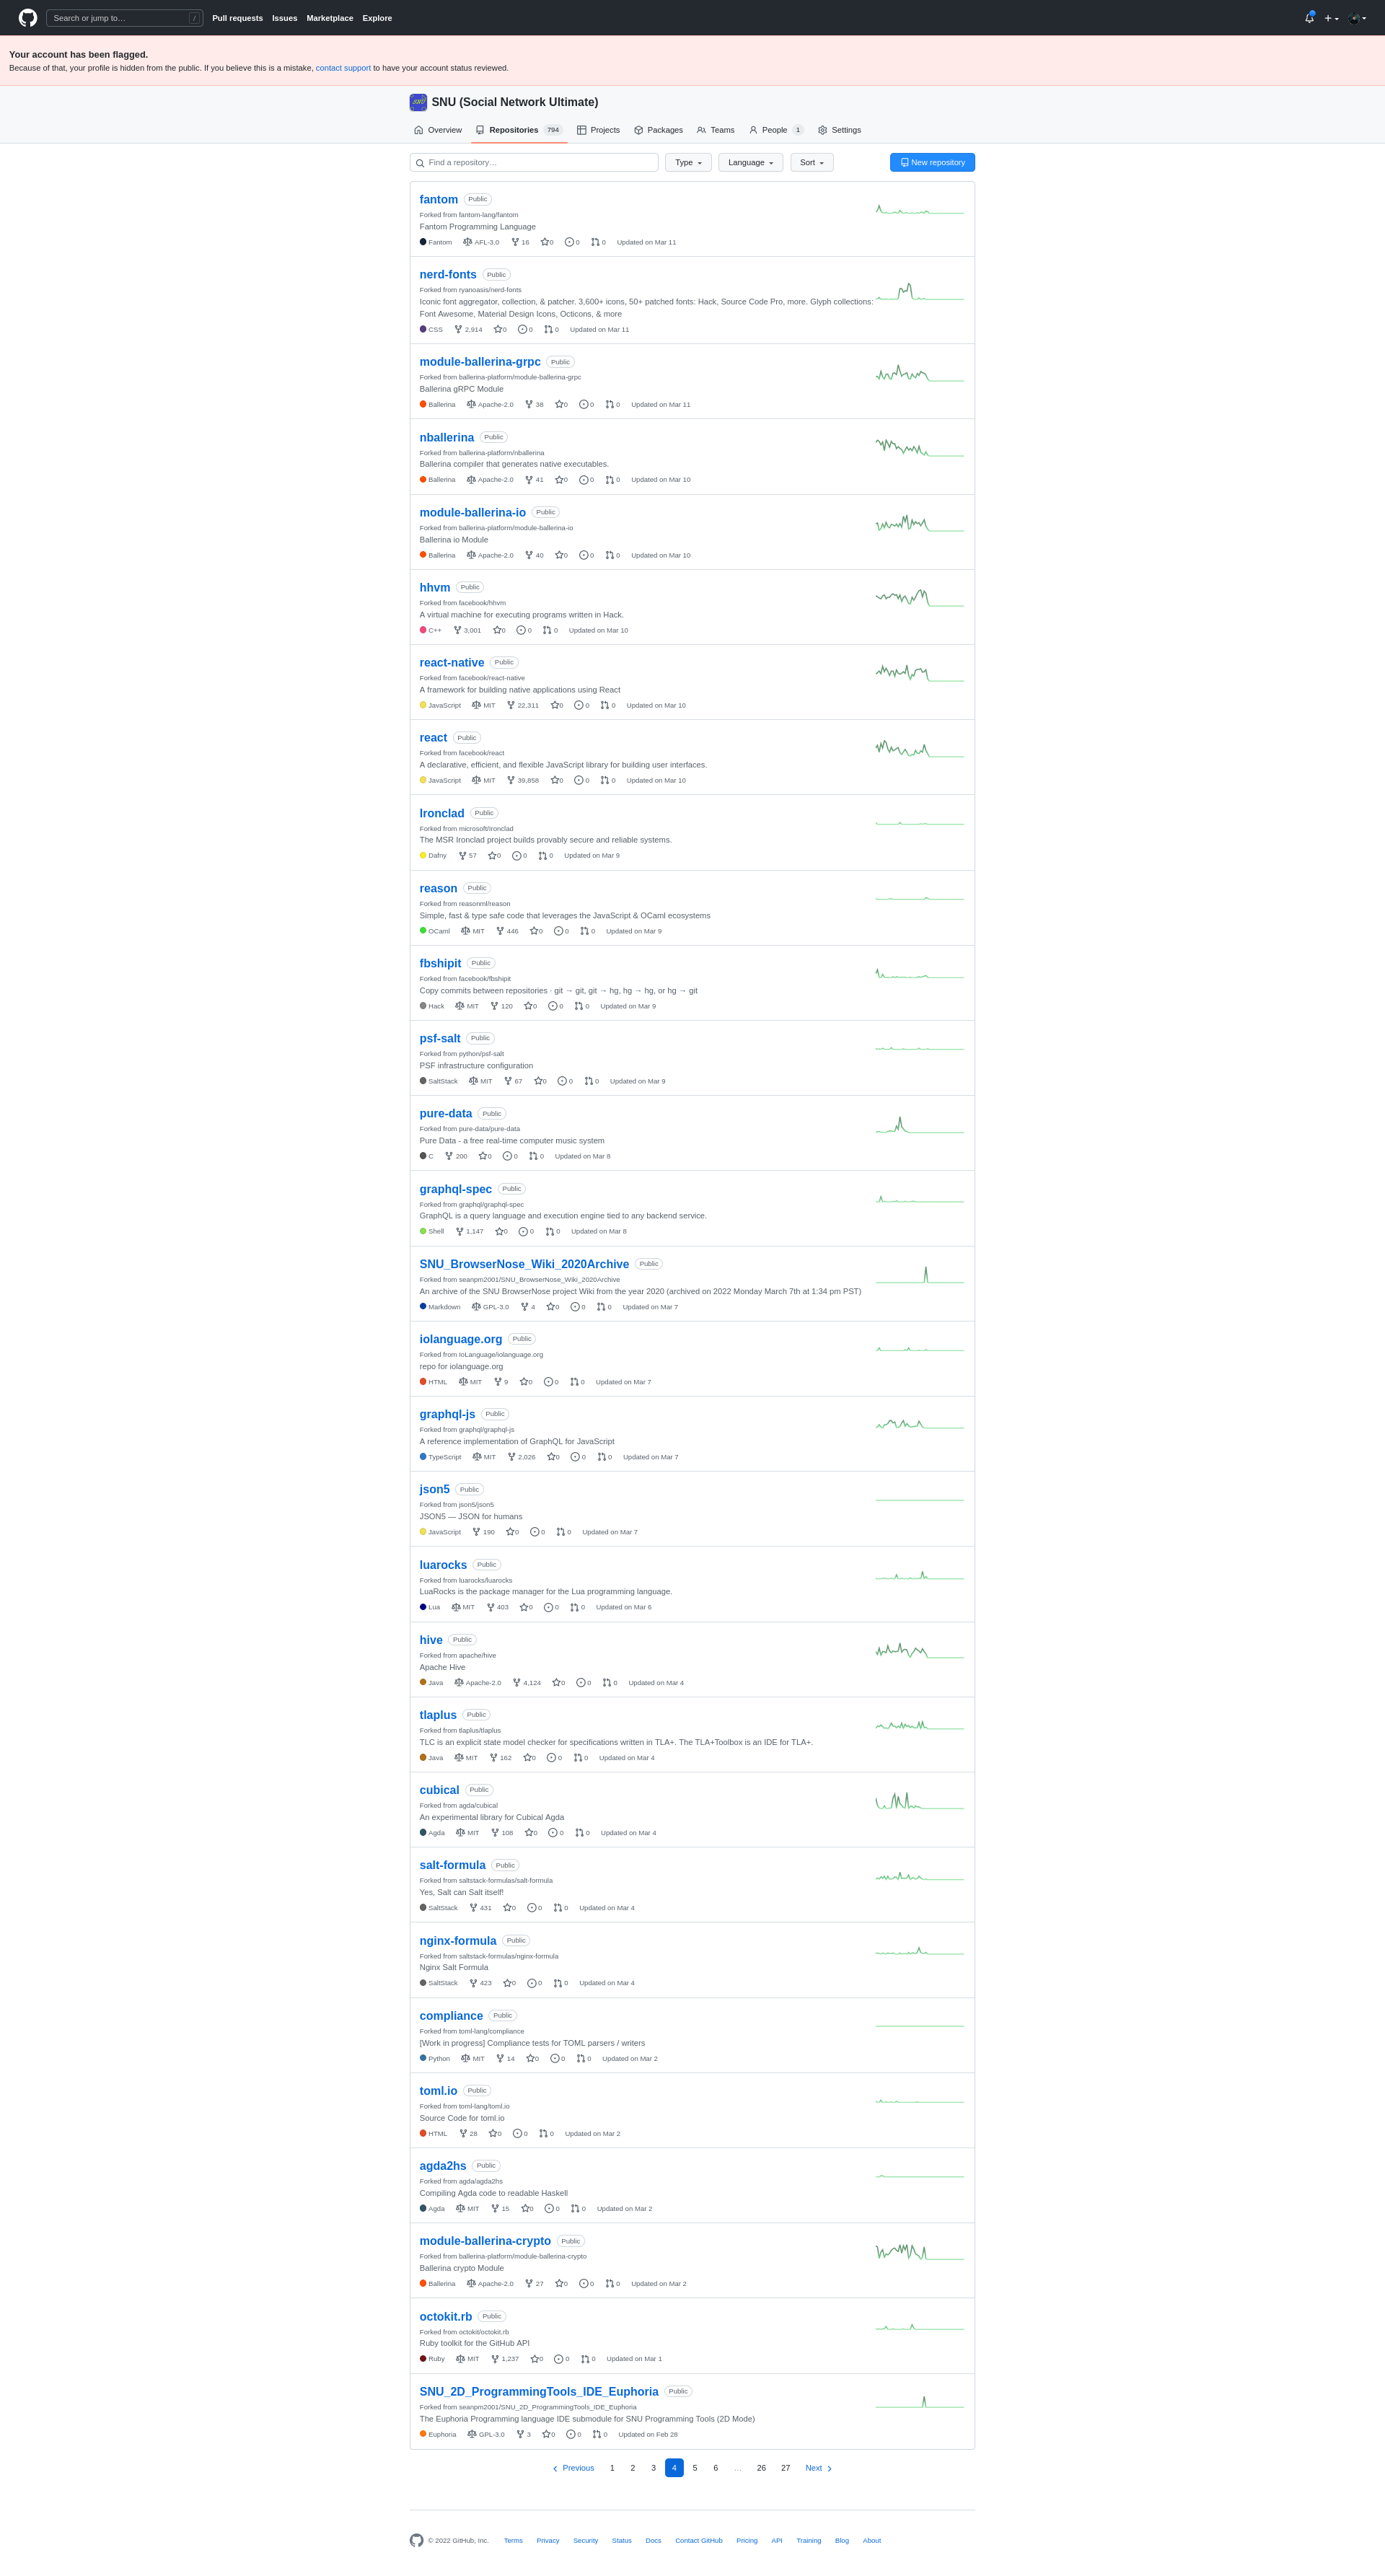 Search or jump to… /
Pull requests Issues Marketplace Explore
Your account has been flagged.
Because of that, your profile is hidden from the public. If you believe this is a mistake, contact support to have your account status reviewed.
SNU SNU (Social Network Ultimate)
Overview Repositories 794 Projects Packages Teams People 1 Settings
Find a repository… Type Language Sort New repository
fantom Public
Forked from fantom-lang/fantom
Fantom Programming Language
Fantom AFL-3.0 16 0 0 0 Updated on Mar 11
nerd-fonts Public
Forked from ryanoasis/nerd-fonts
Iconic font aggregator, collection, & patcher. 3,600+ icons, 50+ patched fonts: Hack, Source Code Pro, more. Glyph collections:
Font Awesome, Material Design Icons, Octicons, & more
CSS 2,914 0 0 0 Updated on Mar 11
module-ballerina-grpc Public
Forked from ballerina-platform/module-ballerina-grpc
Ballerina gRPC Module
Ballerina Apache-2.0 38 0 0 0 Updated on Mar 11
nballerina Public
Forked from ballerina-platform/nballerina
Ballerina compiler that generates native executables.
Ballerina Apache-2.0 41 0 0 0 Updated on Mar 10
module-ballerina-io Public
Forked from ballerina-platform/module-ballerina-io
Ballerina io Module
Ballerina Apache-2.0 40 0 0 0 Updated on Mar 10
hhvm Public
Forked from facebook/hhvm
A virtual machine for executing programs written in Hack.
C++ 3,001 0 0 0 Updated on Mar 10
react-native Public
Forked from facebook/react-native
A framework for building native applications using React
JavaScript MIT 22,311 0 0 0 Updated on Mar 10
react Public
Forked from facebook/react
A declarative, efficient, and flexible JavaScript library for building user interfaces.
JavaScript MIT 39,858 0 0 0 Updated on Mar 10
Ironclad Public
Forked from microsoft/Ironclad
The MSR Ironclad project builds provably secure and reliable systems.
Dafny 57 0 0 0 Updated on Mar 9
reason Public
Forked from reasonml/reason
Simple, fast & type safe code that leverages the JavaScript & OCaml ecosystems
OCaml MIT 446 0 0 0 Updated on Mar 9
fbshipit Public
Forked from facebook/fbshipit
Copy commits between repositories · git → git, git → hg, hg → hg, or hg → git
Hack MIT 120 0 0 0 Updated on Mar 9
psf-salt Public
Forked from python/psf-salt
PSF infrastructure configuration
SaltStack MIT 67 0 0 0 Updated on Mar 9
pure-data Public
Forked from pure-data/pure-data
Pure Data - a free real-time computer music system
C 200 0 0 0 Updated on Mar 8
graphql-spec Public
Forked from graphql/graphql-spec
GraphQL is a query language and execution engine tied to any backend service.
Shell 1,147 0 0 0 Updated on Mar 8
SNU_BrowserNose_Wiki_2020Archive Public
Forked from seanpm2001/SNU_BrowserNose_Wiki_2020Archive
An archive of the SNU BrowserNose project Wiki from the year 2020 (archived on 2022 Monday March 7th at 1:34 pm PST)
Markdown GPL-3.0 4 0 0 0 Updated on Mar 7
iolanguage.org Public
Forked from IoLanguage/iolanguage.org
repo for iolanguage.org
HTML MIT 9 0 0 0 Updated on Mar 7
graphql-js Public
Forked from graphql/graphql-js
A reference implementation of GraphQL for JavaScript
TypeScript MIT 2,026 0 0 0 Updated on Mar 7
json5 Public
Forked from json5/json5
JSON5 — JSON for humans
JavaScript 190 0 0 0 Updated on Mar 7
luarocks Public
Forked from luarocks/luarocks
LuaRocks is the package manager for the Lua programming language.
Lua MIT 403 0 0 0 Updated on Mar 6
hive Public
Forked from apache/hive
Apache Hive
Java Apache-2.0 4,124 0 0 0 Updated on Mar 4
tlaplus Public
Forked from tlaplus/tlaplus
TLC is an explicit state model checker for specifications written in TLA+. The TLA+Toolbox is an IDE for TLA+.
Java MIT 162 0 0 0 Updated on Mar 4
cubical Public
Forked from agda/cubical
An experimental library for Cubical Agda
Agda MIT 108 0 0 0 Updated on Mar 4
salt-formula Public
Forked from saltstack-formulas/salt-formula
Yes, Salt can Salt itself!
SaltStack 431 0 0 0 Updated on Mar 4
nginx-formula Public
Forked from saltstack-formulas/nginx-formula
Nginx Salt Formula
SaltStack 423 0 0 0 Updated on Mar 4
compliance Public
Forked from toml-lang/compliance
[Work in progress] Compliance tests for TOML parsers / writers
Python MIT 14 0 0 0 Updated on Mar 2
toml.io Public
Forked from toml-lang/toml.io
Source Code for toml.io
HTML 28 0 0 0 Updated on Mar 2
agda2hs Public
Forked from agda/agda2hs
Compiling Agda code to readable Haskell
Agda MIT 15 0 0 0 Updated on Mar 2
module-ballerina-crypto Public
Forked from ballerina-platform/module-ballerina-crypto
Ballerina crypto Module
Ballerina Apache-2.0 27 0 0 0 Updated on Mar 2
octokit.rb Public
Forked from octokit/octokit.rb
Ruby toolkit for the GitHub API
Ruby MIT 1,237 0 0 0 Updated on Mar 1
SNU_2D_ProgrammingTools_IDE_Euphoria Public
Forked from seanpm2001/SNU_2D_ProgrammingTools_IDE_Euphoria
The Euphoria Programming language IDE submodule for SNU Programming Tools (2D Mode)
Euphoria GPL-3.0 3 0 0 0 Updated on Feb 28
Previous 1 2 3 4 5 6 … 26 27 Next
© 2022 GitHub, Inc. Terms Privacy Security Status Docs Contact GitHub Pricing API Training Blog About